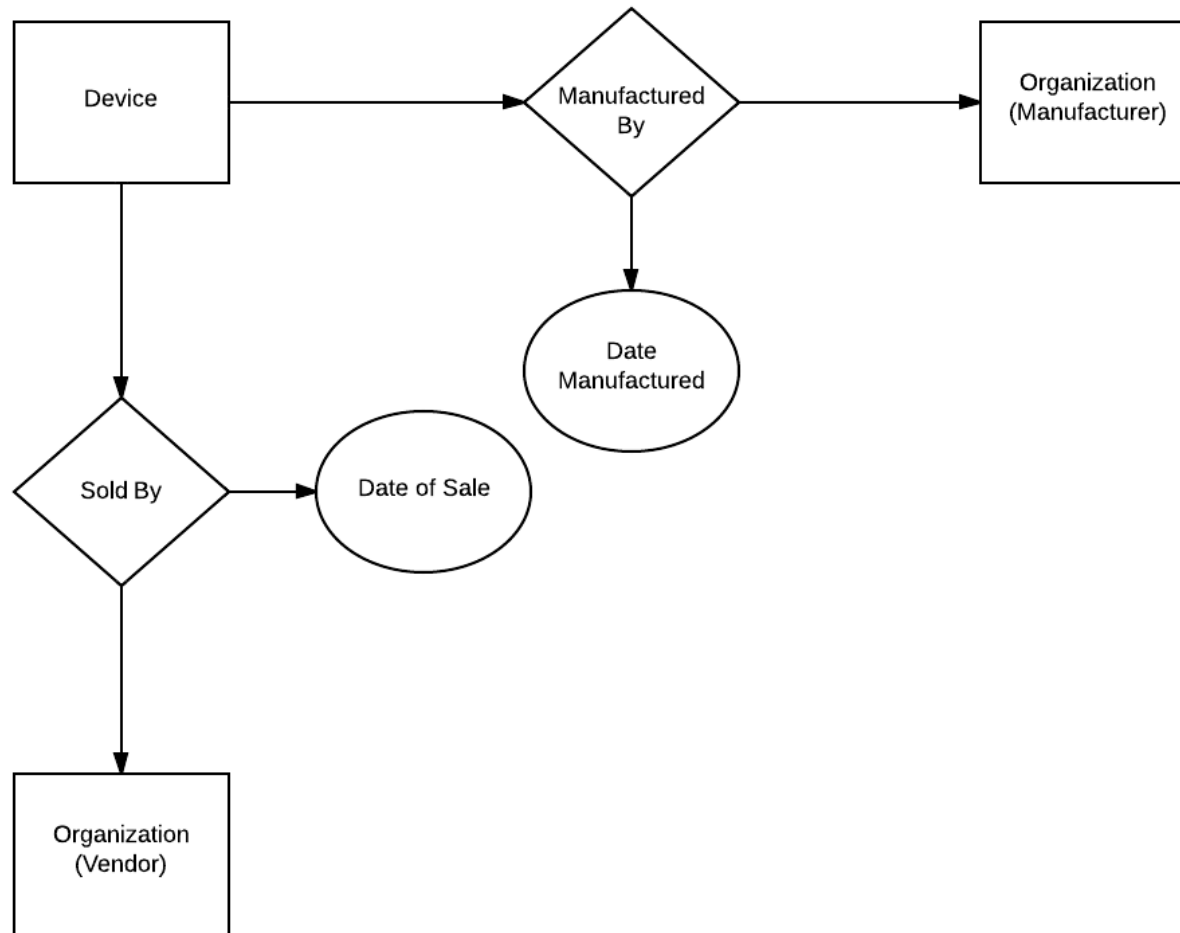 Device
Manufactured
By
Organization
(Manufacturer)
Date
Manufactured
Sold By
Date of Sale
Organization
(Vendor)